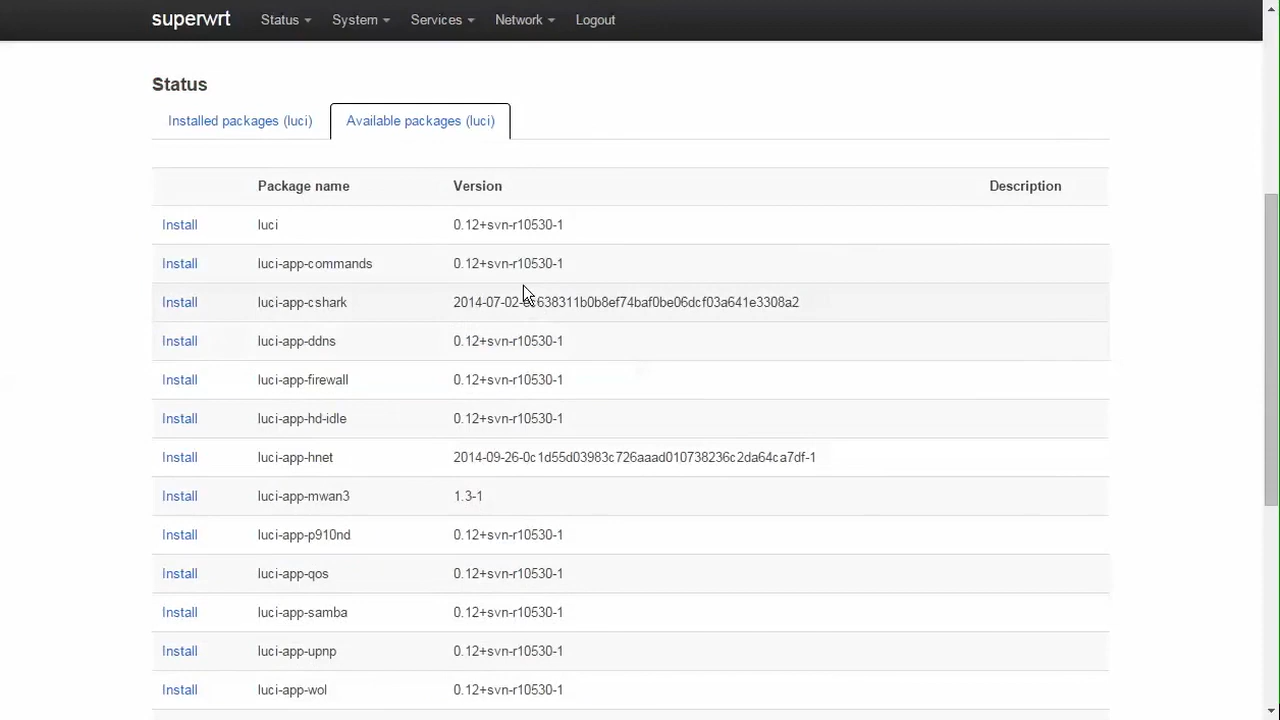 superwrt Status System Services Network Logout
Status
Installed packages (luci) Available packages (luci)
Package name Version Description
Install luci 0.12+svn-r10530-1
Install luci-app-commands 0.12+svn-r10530-1
Install luci-app-cshark
Install luci-app-ddns 0.12+svn-r10530-1
Install luci-app-firewall 0.12+svn-r10530-1
Install luci-app-hd-idle 0.12+svn-r10530-1
Install luci-app-hnet 2014-09-26-0c1d55d03983c726aaad010738236c2da64ca7df-1
Install luci-app-mwan3 1.3-1
Install luci-app-p910nd 0.12+svn-r10530-1
Install luci-app-qos 0.12+svn-r10530-1
Install luci-app-samba 0.12+svn-r10530-1
Install luci-app-upnp 0.12+svn-r10530-1
Install luci-app-wol 0.12+svn-r10530-1